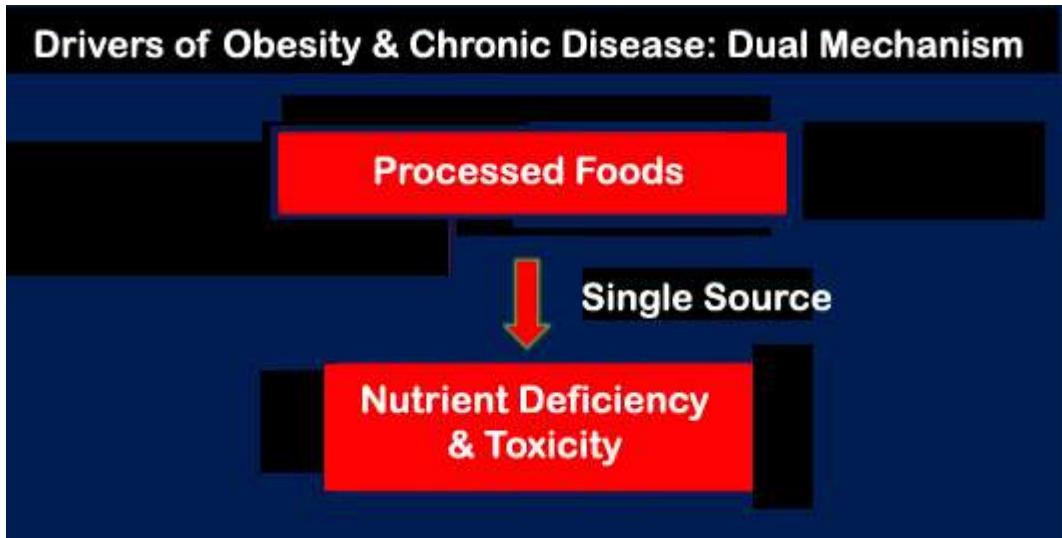 Drivers of Obesity & Chronic Disease: Dual Mechanism
Processed Foods
Single Source
Nutrient Deficiency
& Toxicity